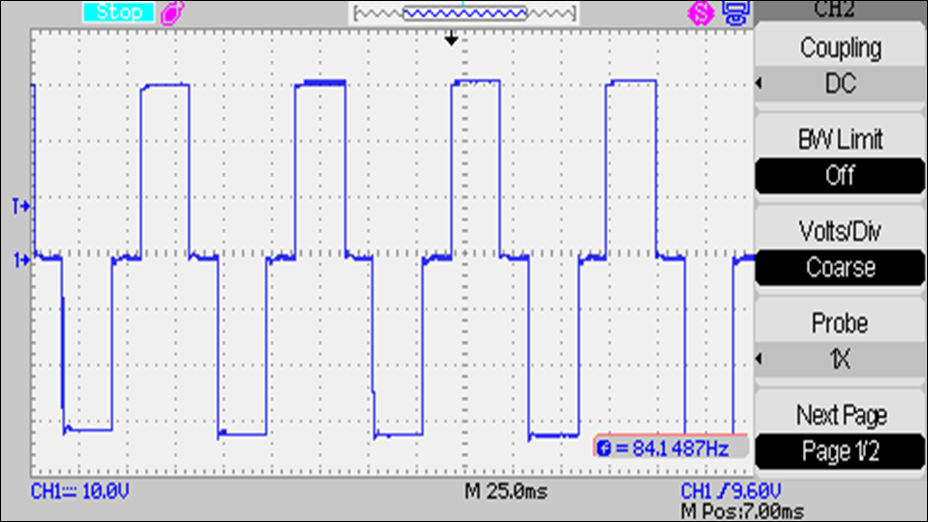 Stop
CH2
Coupling
DC
BW Limit
Off
T
Volts/Div
1
Coarse
Probe
1X
Next Page
f = 84.1487Hz
Page 1/2
CH1 10.0V
M 25.0ms
CH1 /9.60V
M Pos:7.00ms